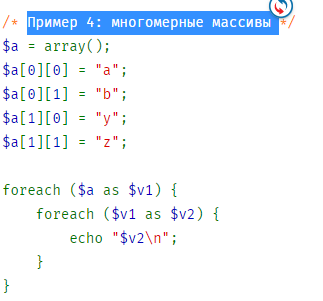 /* Пример 4: многомерные массивы */
$a = array();
$a[0][0] = "a";
$a[0][1] = "b";
$a[1][0] = "y";
$a[1][1] = "z";
foreach ($a as $v1) {
    foreach ($v1 as $v2) {
        echo "$v2\n";
    }
}